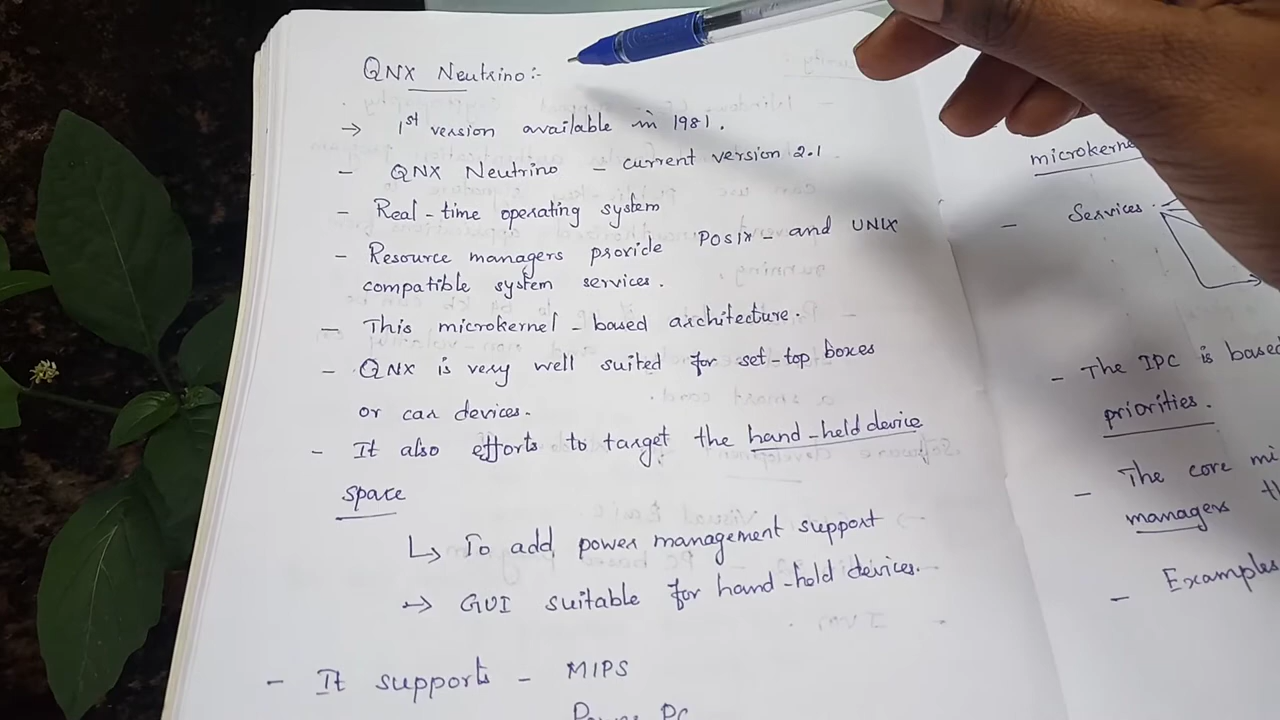 QNX Neutrino:-
→ 1st version available in 1981.
- QNX Neutrino - current version 2.1
- Real-time operating system
- Resource managers provide POSIX- and UNIX
compatible system services.
- This microkernel-based architecture.
- QNX is very well suited for set-top boxes
or car devices.
- It also efforts to target the hand-held device
space
↳ To add power management support
→ GUI suitable for hand-hold devices.
- It supports - MIPS
Power PC
- Services
- The IPC is based
priorities.
- The core
managers
- Examples